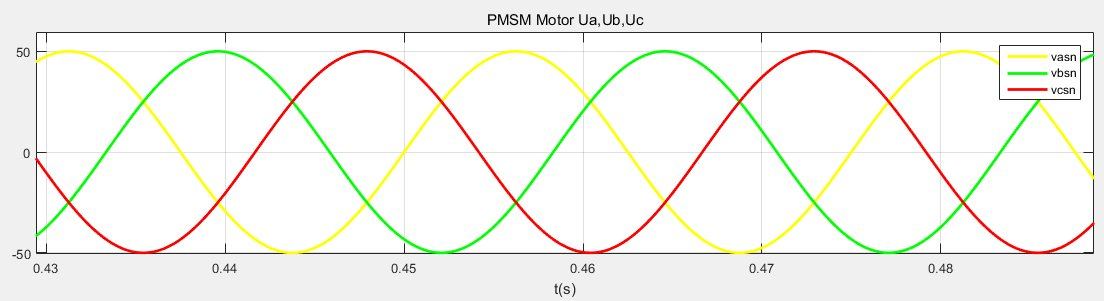 PMSM Motor Ua,Ub,Uc
50
0
-50
vasn
vbsn
vcsn
0.43 0.44 0.45 0.46 0.47 0.48
t(s)